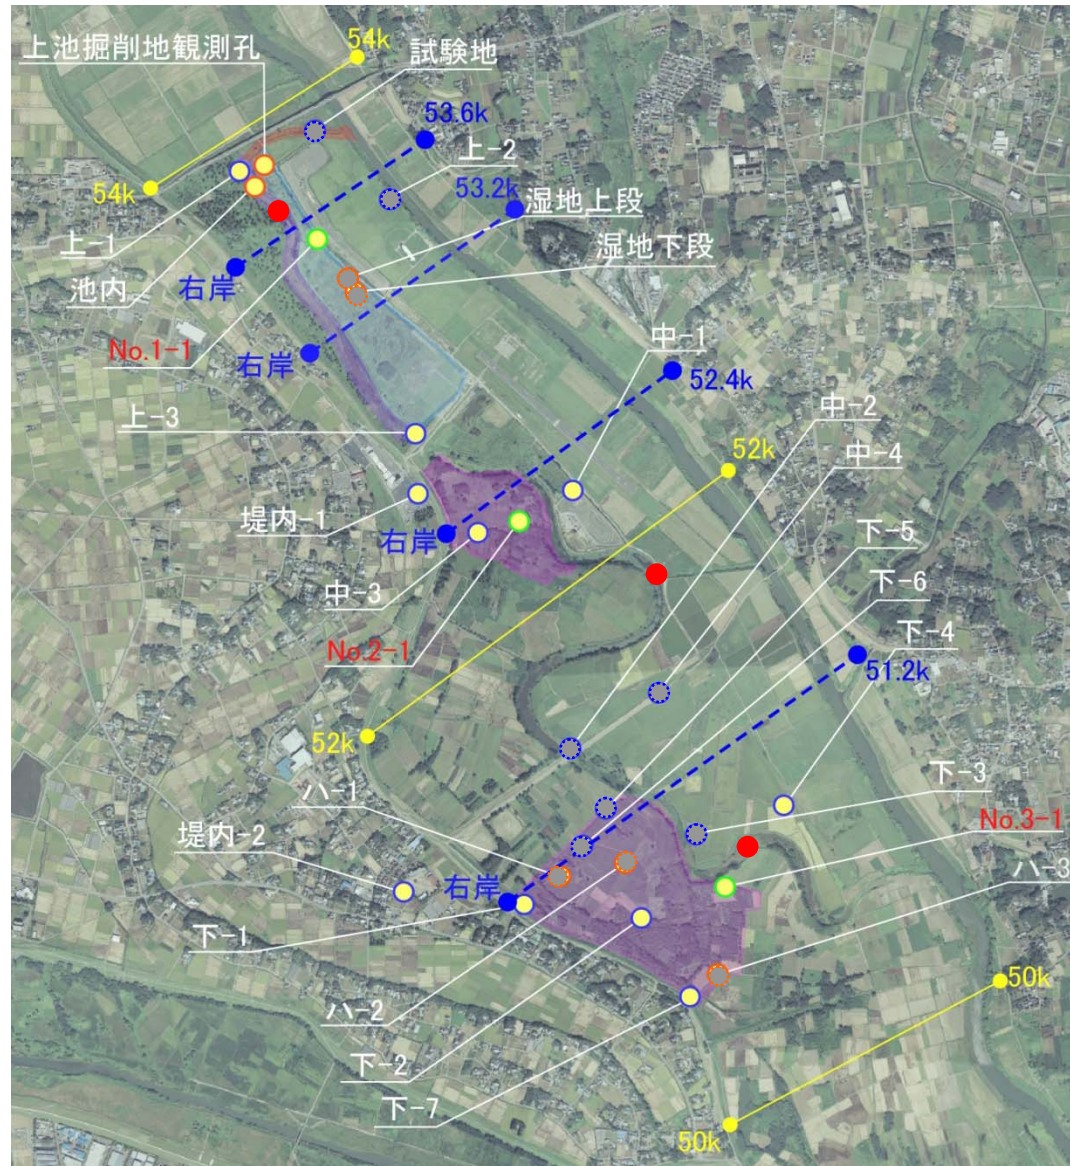 54k
上池掘削地観測孔
試験地
53.6k
上-2
53.2k
54k
湿地上段
上-1
湿地下段
池内
右岸
No.1-1
右岸
中-1
52.4k
中-2
上-3
52k
中-4
堤内-1
下-5
右岸
下-6
中-3
下-4
No.2-1
51.2k
52k
下-3
ハ-1
No.3-1
堤内-2
ハ-3
右岸
下-1
50k
ハ-2
下-2
下-7
50k